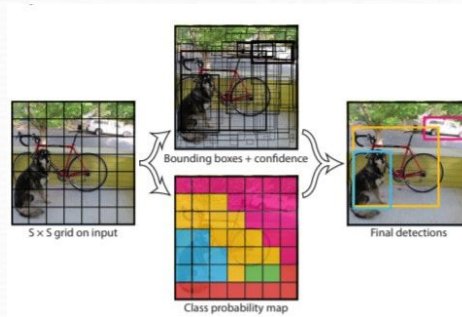 S × S grid on input
Bounding boxes + confidence
Class probability map
Final detections